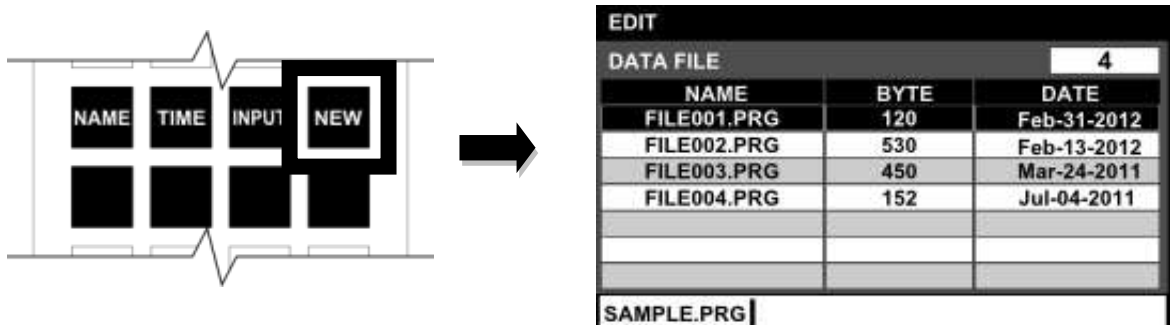 NAME TIME INPUT NEW
EDIT
DATA FILE 4
NAME BYTE DATE
FILE001.PRG 120 Feb-31-2012
FILE002.PRG 530 Feb-13-2012
FILE003.PRG 450 Mar-24-2011
FILE004.PRG 152 Jul-04-2011
SAMPLE.PRG